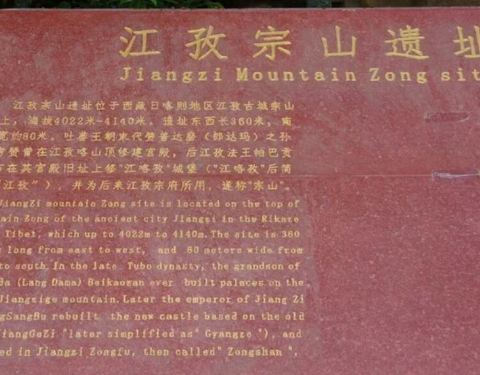 江孜宗山遗址
Jiangzi Mountain Zong sit
江孜宗山遗址位于西藏日喀则地区江孜古城宗山
上，海拔4022米-4140米。遗址东西长360米，南
宽约80米。吐蕃王朝末代赞普达磨（郎达玛）之孙
赞曾在江孜咯山顶修建宫殿，后江孜法王帕巴贡
在其宫殿旧址上修"江咯孜"城堡（"江咯孜"后简
江孜"），并为后来江孜宗府所用，遂称"宗山"。
JiangZi mountain Zong site is located on the top of
tain Zong of the ancient city Jiangzi in the Rikaze
Tibet, which up to 4022m to 4140m. The site is 360
long from east to west, and 80 meters wide from
to south. In the late Tubo dynasty, the grandson of
(Lang Dama) Beikaozan ever built palaces on the
Jiangzige mountain. Later the emperor of Jiang Zi
gSangBu rebuilt the new castle based on the old
JiangGeZi "later simplified as" Gyangze "), and
ed in Jiangzi Zongfu, then called" Zongshan ".